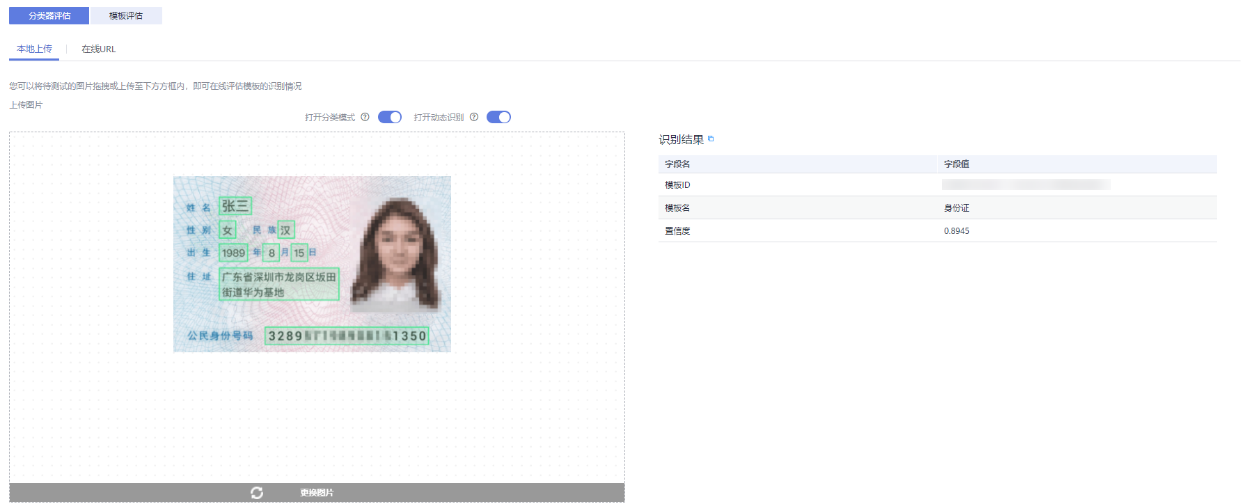 分类器评估 模板评估
本地上传 在线URL
您可以将待测试的图片拖拽或上传至下方方框内，即可在线评估模板的识别情况
上传图片
打开分类模式 打开动态识别
姓名 张三
性别 女 民族 汉
出生 1989 年 8 月 15 日
住址 广东省深圳市龙岗区坂田
街道华为基地
公民身份号码 3289 1350
更换图片
识别结果
字段名 字段值
模板ID
模板名 身份证
置信度 0.8945